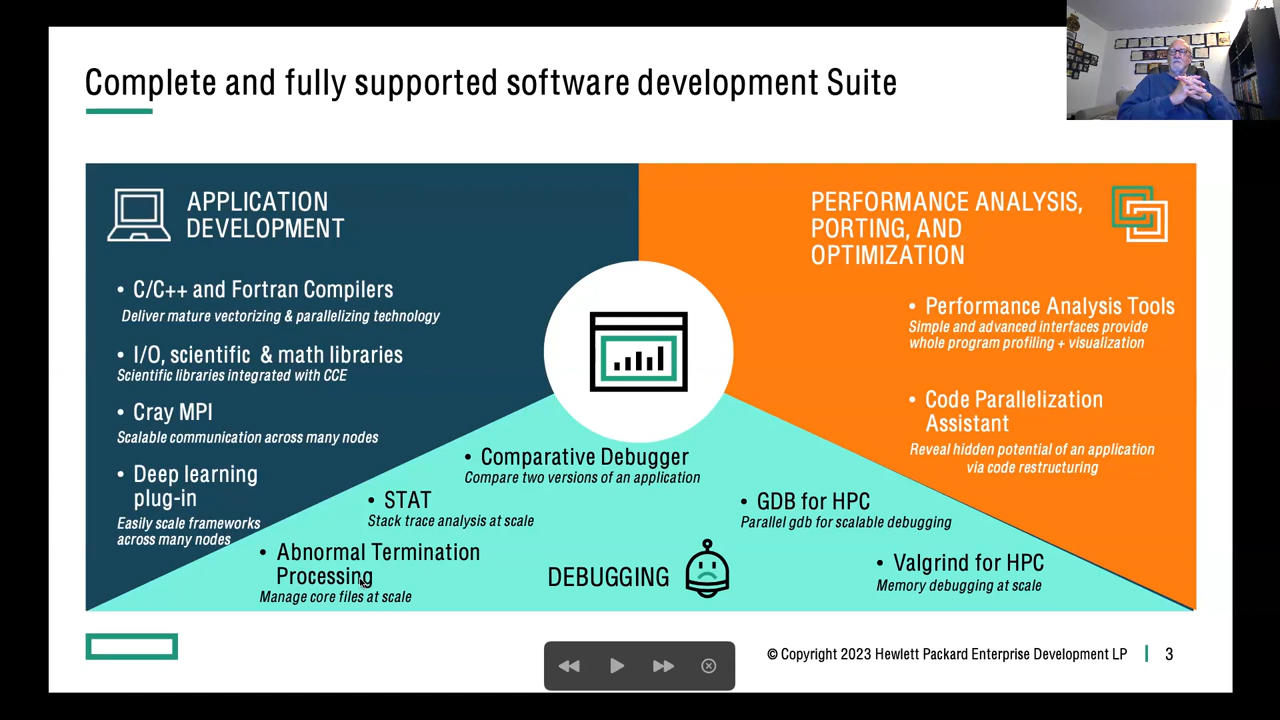 Complete and fully supported software development Suite
APPLICATION
DEVELOPMENT
• C/C++ and Fortran Compilers
Deliver mature vectorizing & parallelizing technology
• I/O, scientific & math libraries
Scientific libraries integrated with CCE
• Cray MPI
Scalable communication across many nodes
• Deep learning
plug-in
Easily scale frameworks
across many nodes
PERFORMANCE ANALYSIS,
PORTING, AND
OPTIMIZATION
• Performance Analysis Tools
Simple and advanced interfaces provide
whole program profiling + visualization
• Code Parallelization
Assistant
Reveal hidden potential of an application
via code restructuring
• Comparative Debugger
Compare two versions of an application
• STAT
Stack trace analysis at scale
• GDB for HPC
Parallel gdb for scalable debugging
• Abnormal Termination
Processing
Manage core files at scale
DEBUGGING
• Valgrind for HPC
Memory debugging at scale
© Copyright 2023 Hewlett Packard Enterprise Development LP
3